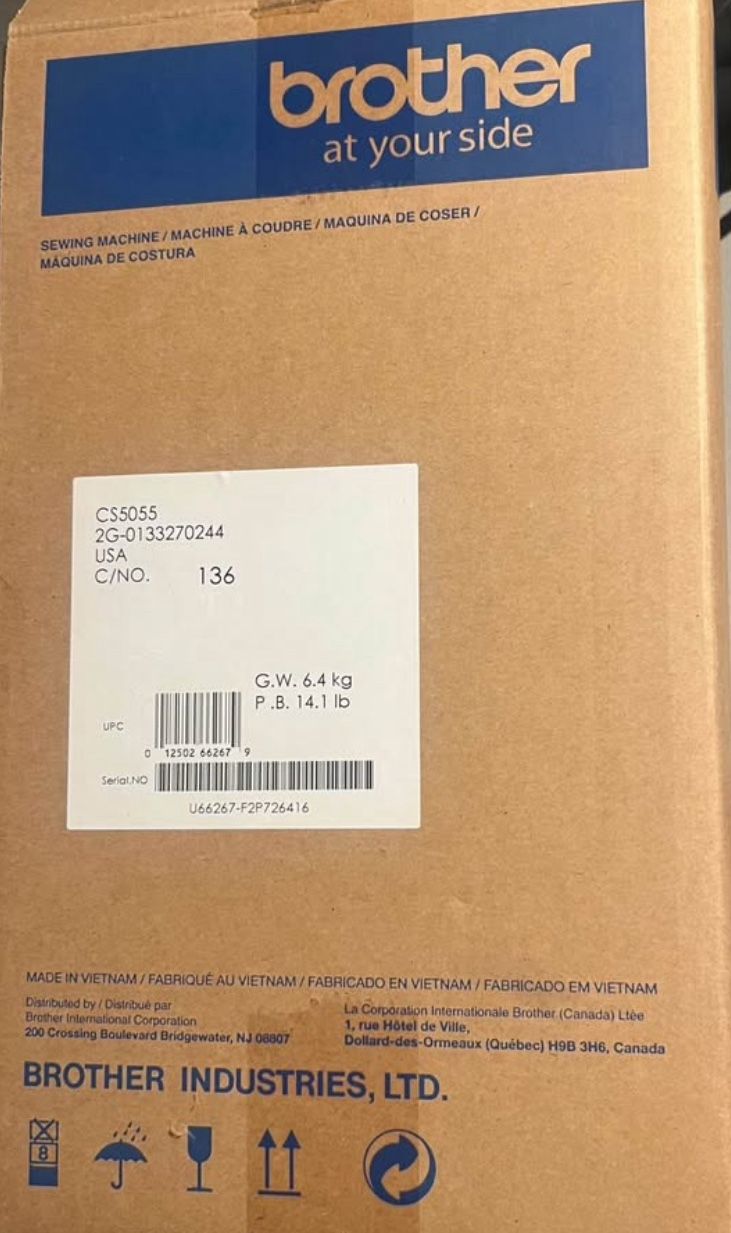 brother
at your side
SEWING MACHINE / MACHINE À COUDRE / MAQUINA DE COSER /
MÁQUINA DE COSTURA
CS5055
2G-0133270244
USA
C/NO. 136
G.W. 6.4 kg
P .B. 14.1 lb
UPC
0 12502 66267 9
Serial.NO
U66267-F2P726416
MADE IN VIETNAM / FABRIQUÉ AU VIETNAM / FABRICADO EN VIETNAM / FABRICADO EM VIETNAM
Distributed by / Distribué par
Brother International Corporation
200 Crossing Boulevard Bridgewater, NJ 08807
La Corporation Internationale Brother (Canada) Ltée
1, rue Hôtel de Ville,
Dollard-des-Ormeaux (Québec) H9B 3H6, Canada
BROTHER INDUSTRIES, LTD.
8